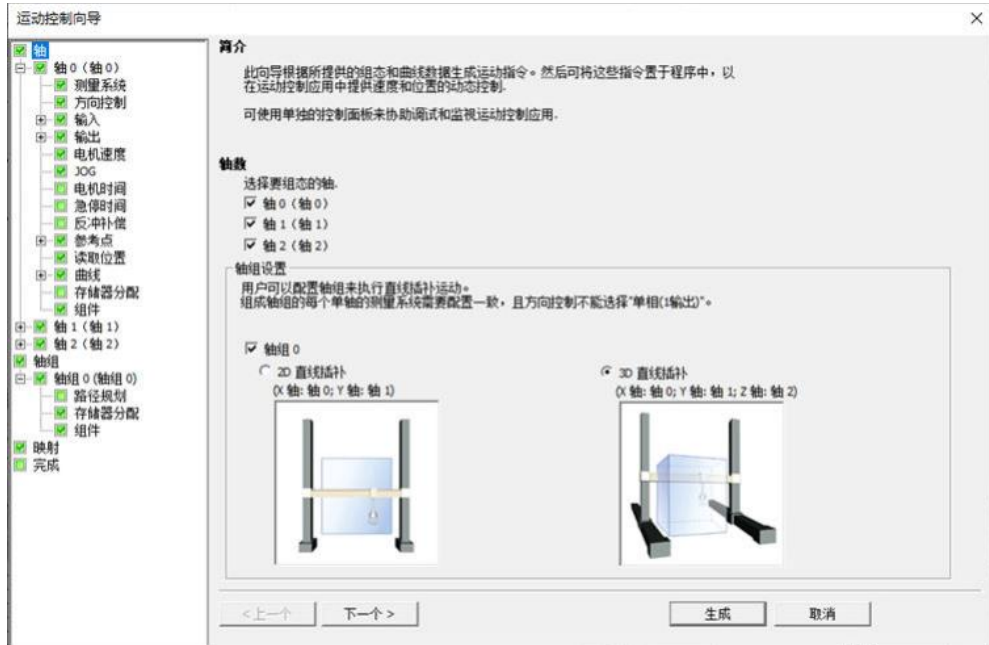 运动控制向导
轴
轴 0 (轴 0)
测量系统
方向控制
输入
输出
电机速度
JOG
电机时间
急停时间
反冲补偿
参考点
读取位置
曲线
存储器分配
组件
轴 1 (轴 1)
轴 2 (轴 2)
轴组
轴组 0 (轴组 0)
路径规划
存储器分配
组件
映射
完成
简介
此向导根据所提供的组态和曲线数据生成运动指令。然后可将这些指令置于程序中，以
在运动控制应用中提供速度和位置的动态控制.
可使用单独的控制面板来协助调试和监视运动控制应用.
轴数
选择要组态的轴.
轴 0 (轴 0)
轴 1 (轴 1)
轴 2 (轴 2)
轴组设置
用户可以配置轴组来执行直线插补运动。
组成轴组的每个单轴的测量系统需要配置一致，且方向控制不能选择"单相(1输出)"。
轴组 0
2D 直线插补
(X 轴: 轴 0; Y 轴: 轴 1)
3D 直线插补
(X 轴: 轴 0; Y 轴: 轴 1; Z 轴: 轴 2)
<上一个
下一个 >
生成
取消